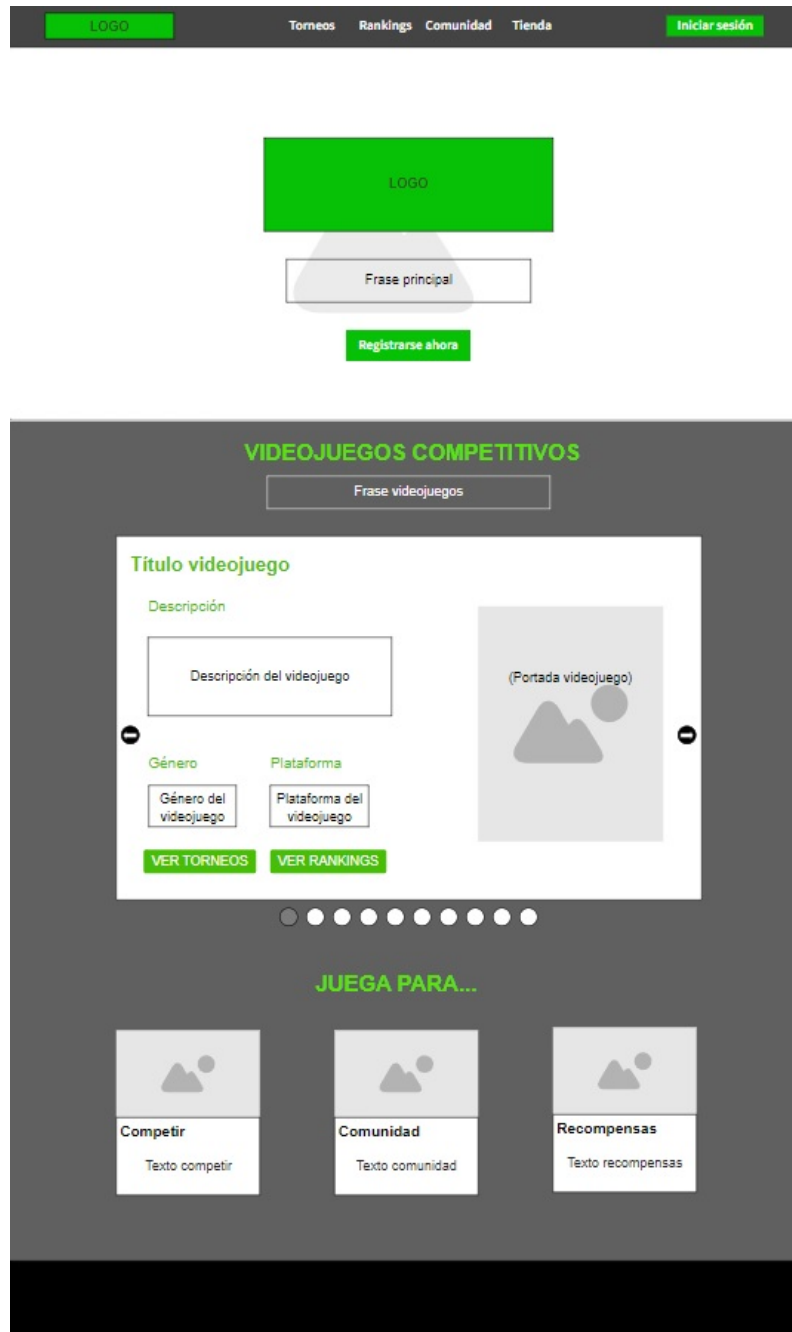 LOGO
Torneos Rankings Comunidad Tienda
Iniciar sesión
LOGO
Frase principal
Registrarse ahora
VIDEOJUEGOS COMPETITIVOS
Frase videojuegos
Título videojuego
Descripción
Descripción del videojuego
(Portada videojuego)
Género
Plataforma
Género del
videojuego
Plataforma del
videojuego
VER TORNEOS
VER RANKINGS
JUEGA PARA...
Competir
Texto competir
Comunidad
Texto comunidad
Recompensas
Texto recompensas